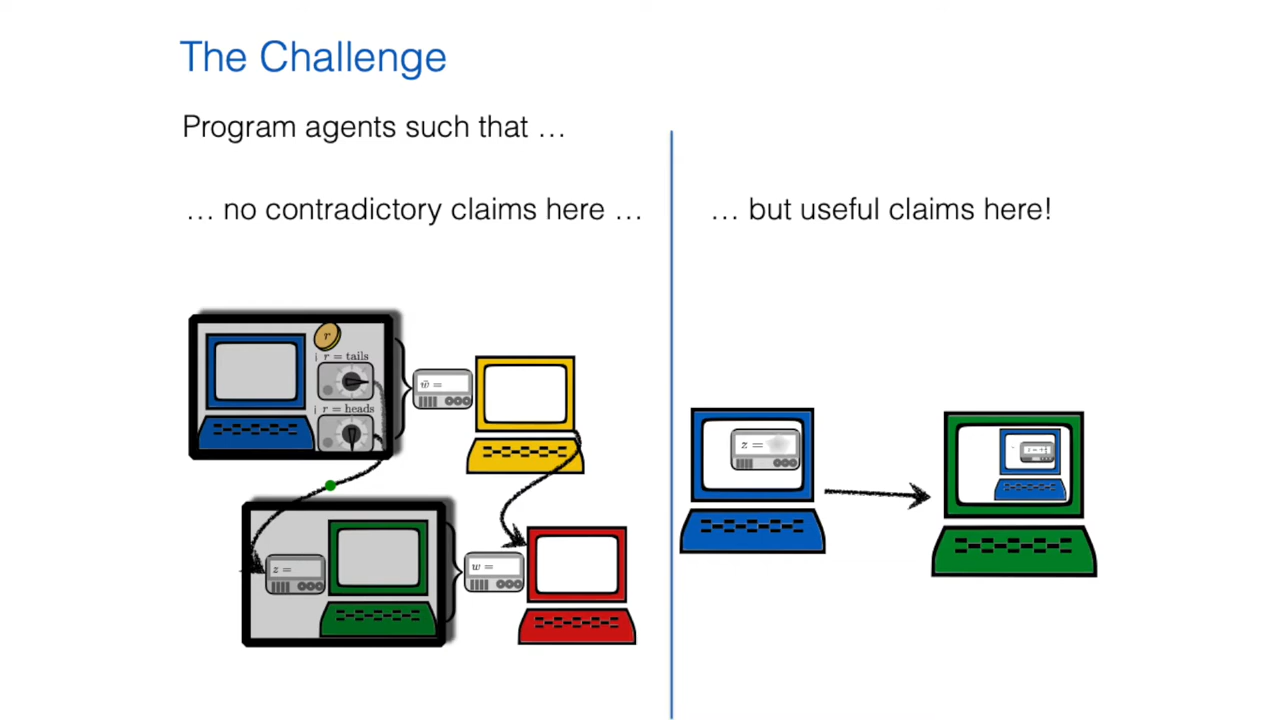 The Challenge
Program agents such that …
… no contradictory claims here …
… but useful claims here!
r
r = tails
w̄ =
r = heads
z =
w =
z =